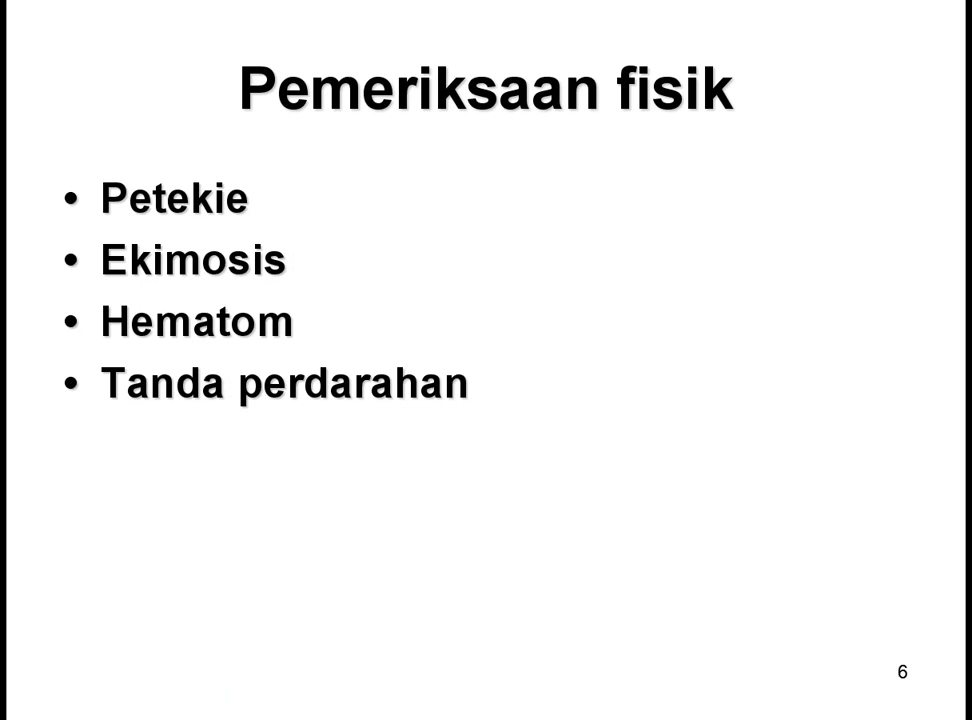 Pemeriksaan fisik
• Petekie
• Ekimosis
• Hematom
• Tanda perdarahan
6